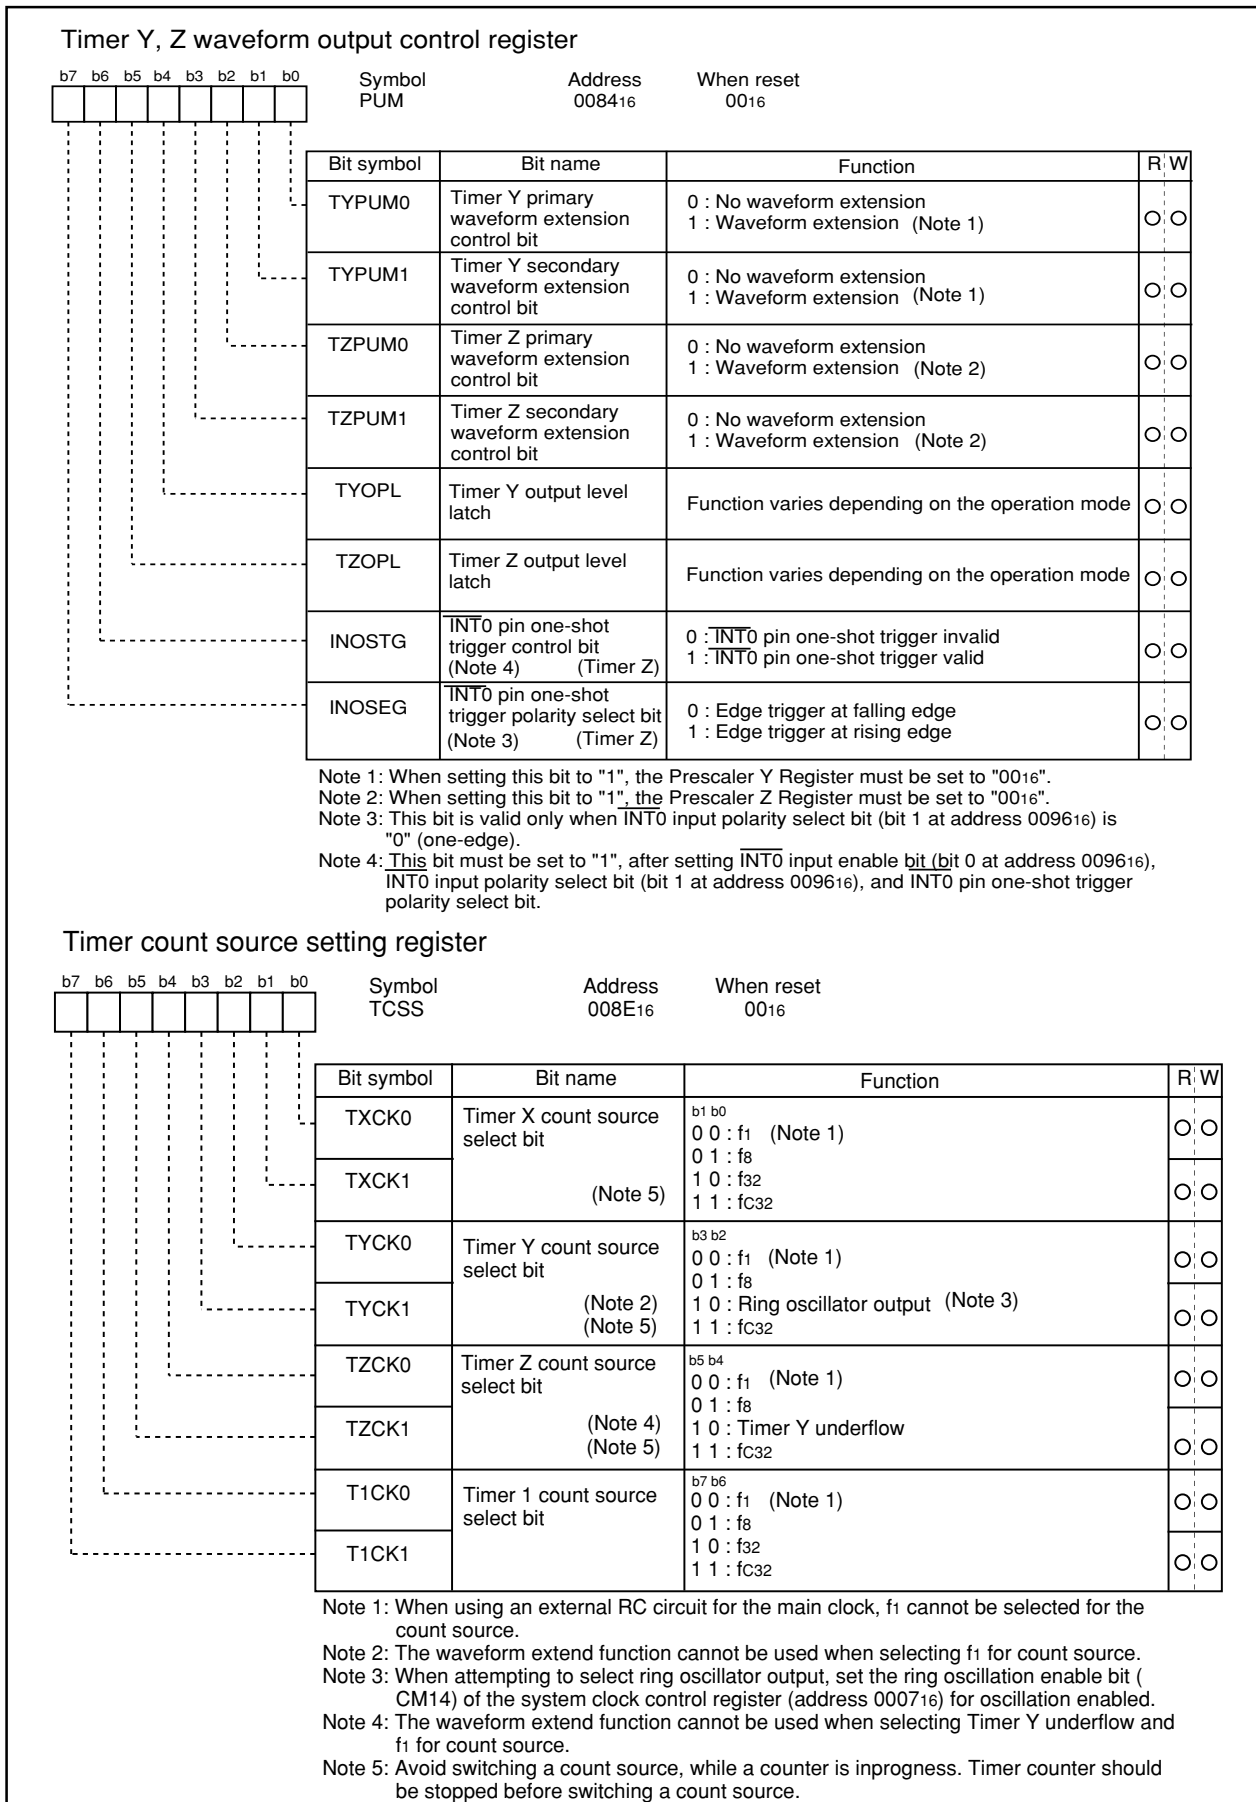 Timer Y, Z waveform output control register
b7 b6 b5 b4 b3 b2 b1 b0
Symbol Address When reset
PUM 008416 0016
Bit symbol Bit name Function R W
TYPUM0 Timer Y primary waveform extension control bit
0 : No waveform extension
1 : Waveform extension (Note 1)
TYPUM1 Timer Y secondary waveform extension control bit
0 : No waveform extension
1 : Waveform extension (Note 1)
TZPUM0 Timer Z primary waveform extension control bit
0 : No waveform extension
1 : Waveform extension (Note 2)
TZPUM1 Timer Z secondary waveform extension control bit
0 : No waveform extension
1 : Waveform extension (Note 2)
TYOPL Timer Y output level latch
Function varies depending on the operation mode
TZOPL Timer Z output level latch
Function varies depending on the operation mode
INOSTG INT0 pin one-shot trigger control bit (Note 4) (Timer Z)
0 : INT0 pin one-shot trigger invalid
1 : INT0 pin one-shot trigger valid
INOSEG INT0 pin one-shot trigger polarity select bit (Note 3) (Timer Z)
0 : Edge trigger at falling edge
1 : Edge trigger at rising edge
Note 1: When setting this bit to "1", the Prescaler Y Register must be set to "0016".
Note 2: When setting this bit to "1", the Prescaler Z Register must be set to "0016".
Note 3: This bit is valid only when INT0 input polarity select bit (bit 1 at address 009616) is
"0" (one-edge).
Note 4: This bit must be set to "1", after setting INT0 input enable bit (bit 0 at address 009616),
INT0 input polarity select bit (bit 1 at address 009616), and INT0 pin one-shot trigger
polarity select bit.
Timer count source setting register
b7 b6 b5 b4 b3 b2 b1 b0
Symbol Address When reset
TCSS 008E16 0016
Bit symbol Bit name Function R W
TXCK0
TXCK1
Timer X count source select bit (Note 5)
b1 b0
0 0 : f1 (Note 1)
0 1 : f8
1 0 : f32
1 1 : fC32
TYCK0
TYCK1
Timer Y count source select bit (Note 2) (Note 5)
b3 b2
0 0 : f1 (Note 1)
0 1 : f8
1 0 : Ring oscillator output (Note 3)
1 1 : fC32
TZCK0
TZCK1
Timer Z count source select bit (Note 4) (Note 5)
b5 b4
0 0 : f1 (Note 1)
0 1 : f8
1 0 : Timer Y underflow
1 1 : fC32
T1CK0
T1CK1
Timer 1 count source select bit
b7 b6
0 0 : f1 (Note 1)
0 1 : f8
1 0 : f32
1 1 : fC32
Note 1: When using an external RC circuit for the main clock, f1 cannot be selected for the
count source.
Note 2: The waveform extend function cannot be used when selecting f1 for count source.
Note 3: When attempting to select ring oscillator output, set the ring oscillation enable bit (
CM14) of the system clock control register (address 000716) for oscillation enabled.
Note 4: The waveform extend function cannot be used when selecting Timer Y underflow and
f1 for count source.
Note 5: Avoid switching a count source, while a counter is inprogness. Timer counter should
be stopped before switching a count source.